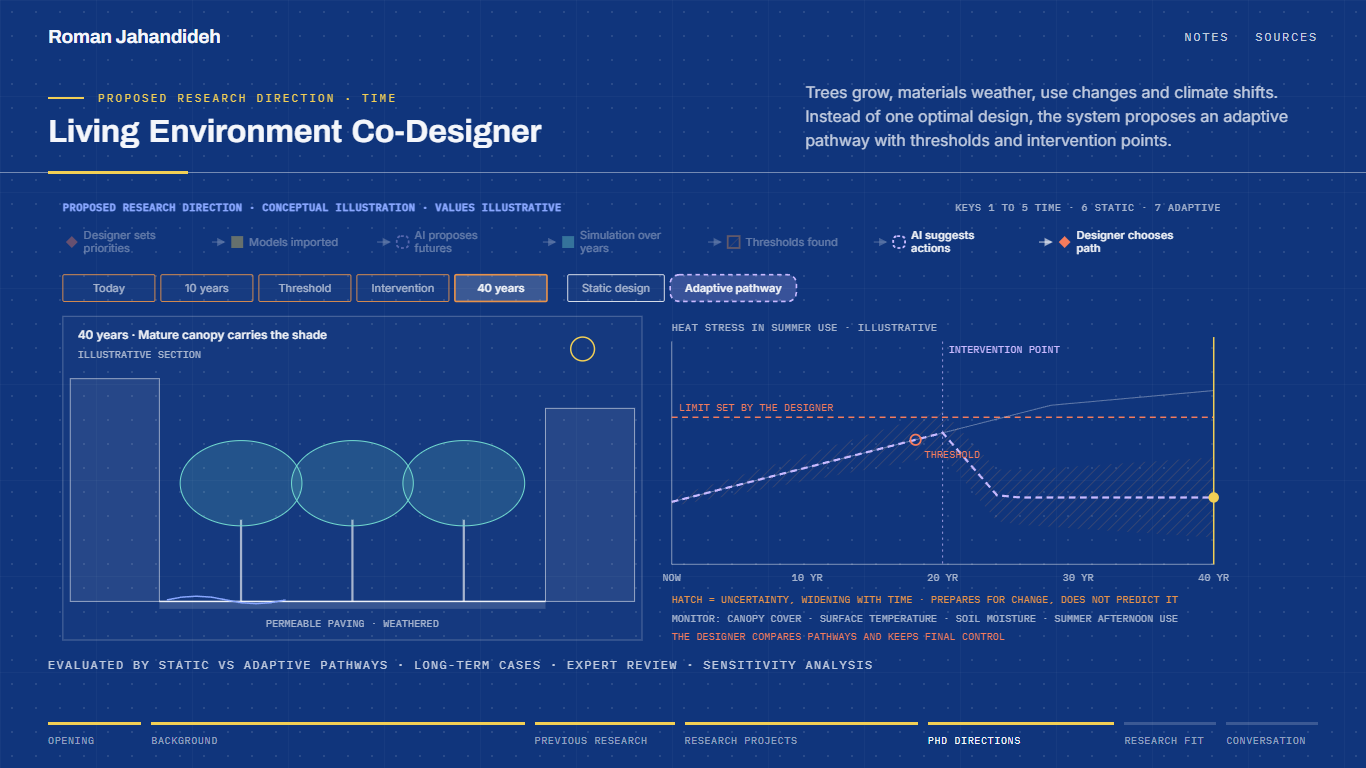 Roman Jahandideh
NOTES SOURCES
PROPOSED RESEARCH DIRECTION · TIME
Living Environment Co-Designer
Trees grow, materials weather, use changes and climate shifts.
Instead of one optimal design, the system proposes an adaptive
pathway with thresholds and intervention points.
PROPOSED RESEARCH DIRECTION · CONCEPTUAL ILLUSTRATION · VALUES ILLUSTRATIVE
KEYS 1 TO 5 TIME · 6 STATIC · 7 ADAPTIVE
Designer sets
priorities
Models imported
AI proposes
futures
Simulation over
years
Thresholds found
AI suggests
actions
Designer chooses
path
Today
10 years
Threshold
Intervention
40 years
Static design
Adaptive pathway
40 years · Mature canopy carries the shade
ILLUSTRATIVE SECTION
PERMEABLE PAVING · WEATHERED
HEAT STRESS IN SUMMER USE · ILLUSTRATIVE
INTERVENTION POINT
LIMIT SET BY THE DESIGNER
THRESHOLD
NOW 10 YR 20 YR 30 YR 40 YR
HATCH = UNCERTAINTY, WIDENING WITH TIME · PREPARES FOR CHANGE, DOES NOT PREDICT IT
MONITOR: CANOPY COVER · SURFACE TEMPERATURE · SOIL MOISTURE · SUMMER AFTERNOON USE
THE DESIGNER COMPARES PATHWAYS AND KEEPS FINAL CONTROL
EVALUATED BY STATIC VS ADAPTIVE PATHWAYS · LONG-TERM CASES · EXPERT REVIEW · SENSITIVITY ANALYSIS
OPENING BACKGROUND PREVIOUS RESEARCH RESEARCH PROJECTS PHD DIRECTIONS RESEARCH FIT CONVERSATION